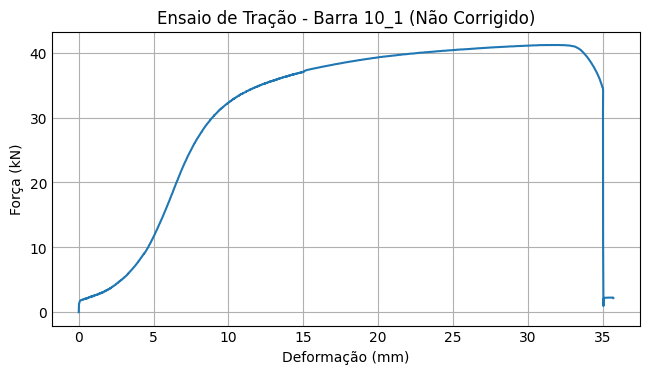 Ensaio de Tração - Barra 10_1 (Não Corrigido)
Força (kN)
40
30
20
10
0
0 5 10 15 20 25 30 35
Deformação (mm)